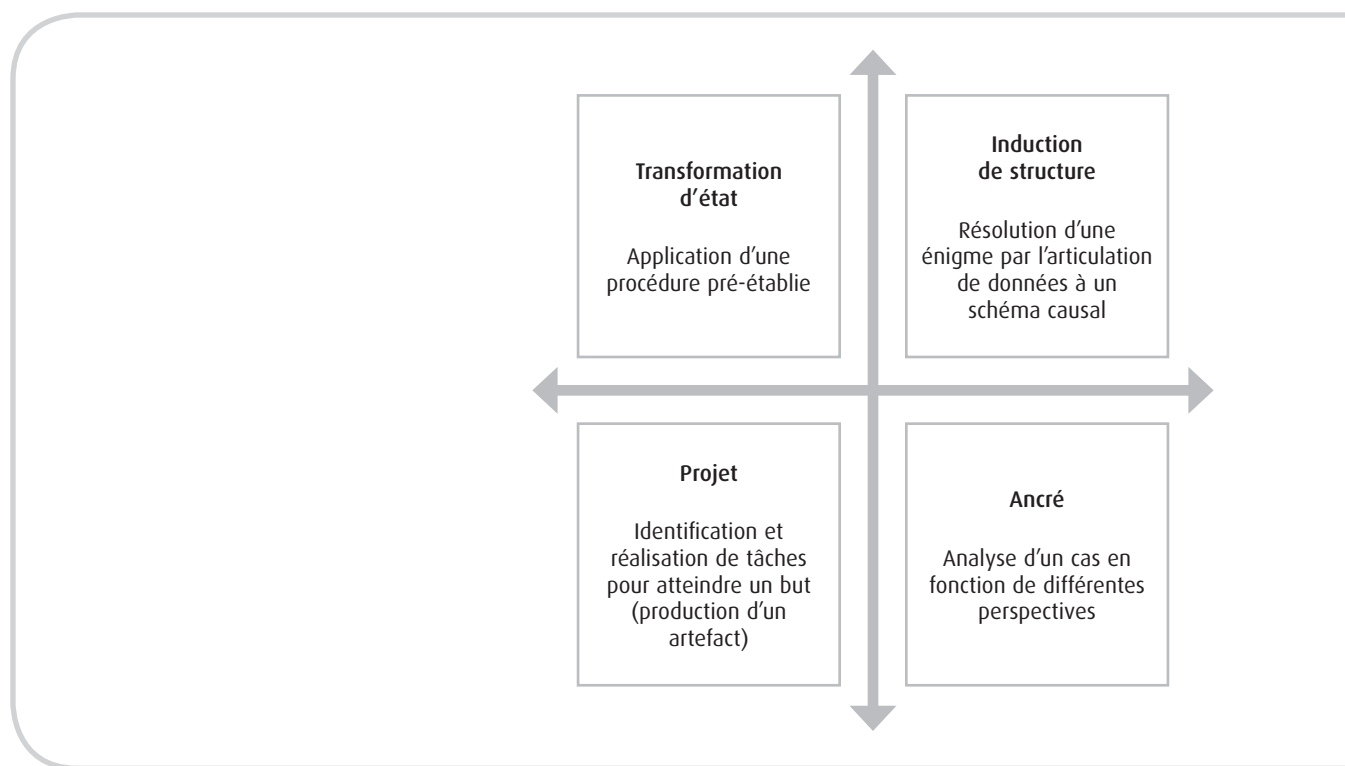 Transformation
d'état
Application d'une
procédure pré-établie
Induction
de structure
Résolution d'une
énigme par l'articulation
de données à un
schéma causal
Projet
Identification et
réalisation de tâches
pour atteindre un but
(production d'un
artefact)
Ancré
Analyse d'un cas en
fonction de différentes
perspectives